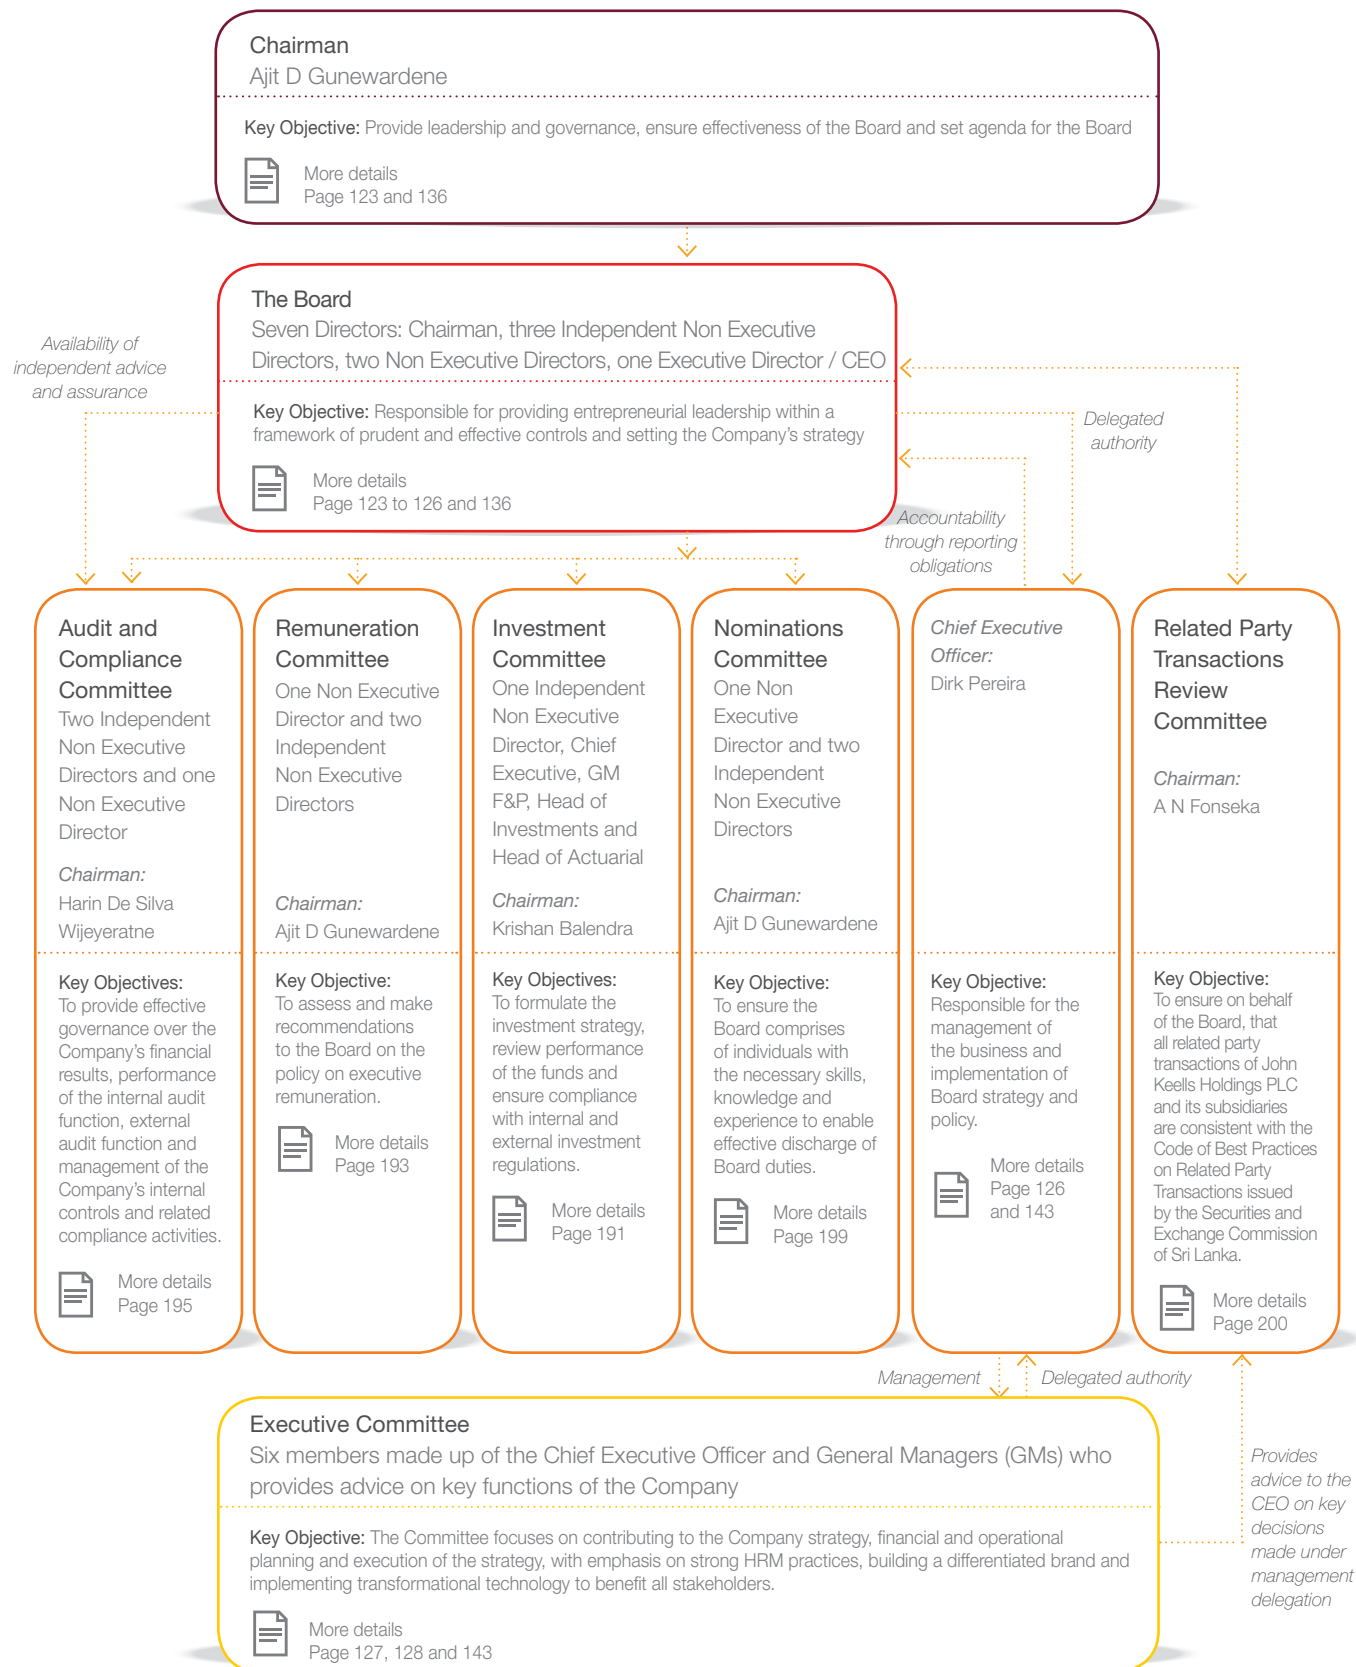 Chairman
Ajit D Gunewardene
Key Objective: Provide leadership and governance, ensure effectiveness of the Board and set agenda for the Board
More details
Page 123 and 136
The Board
Seven Directors: Chairman, three Independent Non Executive
Directors, two Non Executive Directors, one Executive Director / CEO
Key Objective: Responsible for providing entrepreneurial leadership within a
framework of prudent and effective controls and setting the Company's strategy
More details
Page 123 to 126 and 136
Availability of
independent advice
and assurance
Delegated
authority
Accountability
through reporting
obligations
Audit and
Compliance
Committee
Two Independent
Non Executive
Directors and one
Non Executive
Director
Chairman:
Harin De Silva
Wijeyeratne
Key Objectives:
To provide effective
governance over the
Company's financial
results, performance
of the internal audit
function, external
audit function and
management of the
Company's internal
controls and related
compliance activities.
More details
Page 195
Remuneration
Committee
One Non Executive
Director and two
Independent
Non Executive
Directors
Chairman:
Ajit D Gunewardene
Key Objective:
To assess and make
recommendations
to the Board on the
policy on executive
remuneration.
More details
Page 193
Investment
Committee
One Independent
Non Executive
Director, Chief
Executive, GM
F&P, Head of
Investments and
Head of Actuarial
Chairman:
Krishan Balendra
Key Objectives:
To formulate the
investment strategy,
review performance
of the funds and
ensure compliance
with internal and
external investment
regulations.
More details
Page 191
Nominations
Committee
One Non
Executive
Director and two
Independent
Non Executive
Directors
Chairman:
Ajit D Gunewardene
Key Objective:
To ensure the
Board comprises
of individuals with
the necessary skills,
knowledge and
experience to enable
effective discharge of
Board duties.
More details
Page 199
Chief Executive
Officer:
Dirk Pereira
Key Objective:
Responsible for the
management of
the business and
implementation of
Board strategy and
policy.
More details
Page 126
and 143
Related Party
Transactions
Review
Committee
Chairman:
A N Fonseka
Key Objective:
To ensure on behalf
of the Board, that
all related party
transactions of John
Keells Holdings PLC
and its subsidiaries
are consistent with the
Code of Best Practices
on Related Party
Transactions issued
by the Securities and
Exchange Commission
of Sri Lanka.
More details
Page 200
Management
Delegated authority
Executive Committee
Six members made up of the Chief Executive Officer and General Managers (GMs) who
provides advice on key functions of the Company
Key Objective: The Committee focuses on contributing to the Company strategy, financial and operational
planning and execution of the strategy, with emphasis on strong HRM practices, building a differentiated brand and
implementing transformational technology to benefit all stakeholders.
More details
Page 127, 128 and 143
Provides
advice to the
CEO on key
decisions
made under
management
delegation